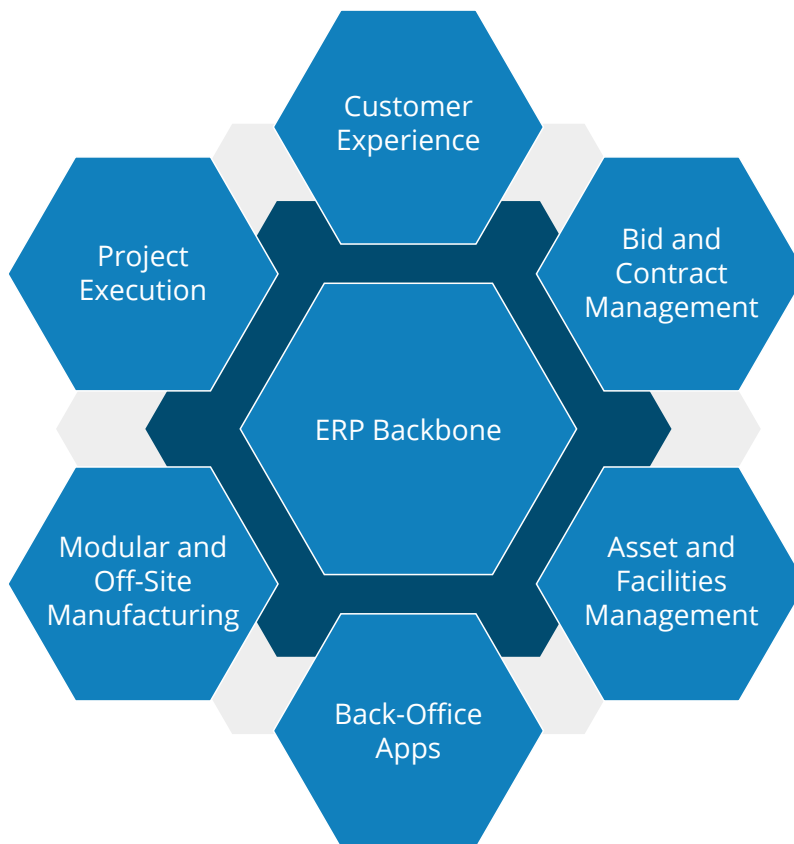 Customer
Experience
Project
Execution
Bid and
Contract
Management
ERP Backbone
Modular and
Off-Site
Manufacturing
Asset and
Facilities
Management
Back-Office
Apps